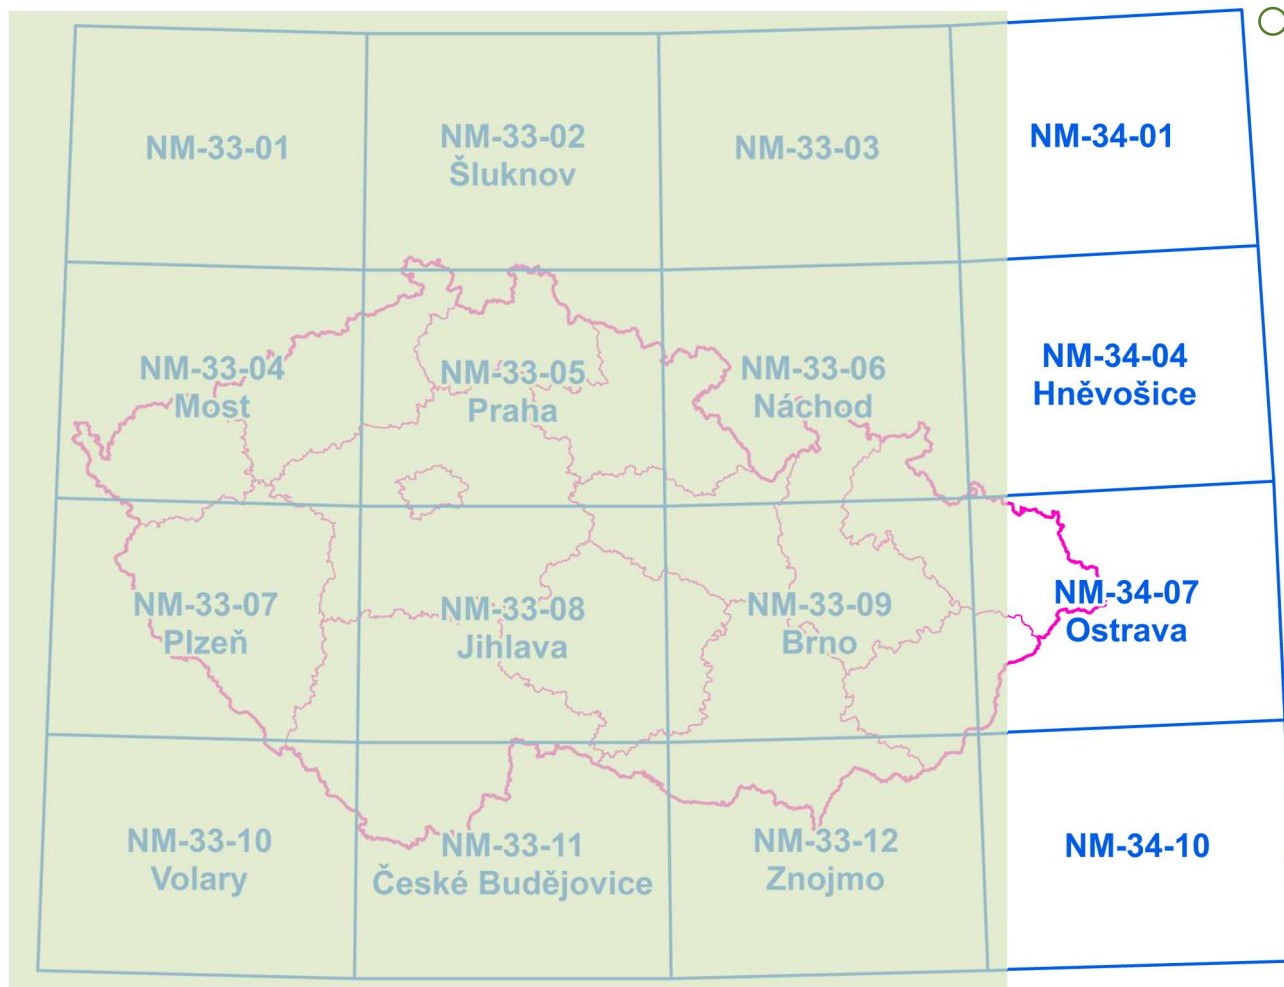 NM-33-01
NM-33-02
Šluknov
NM-33-03
NM-34-01
NM-33-04
Most
NM-33-05
Praha
NM-33-06
Náchod
NM-34-04
Hněvošice
NM-33-07
Plzeň
NM-33-08
Jihlava
NM-33-09
Brno
NM-34-07
Ostrava
NM-33-10
Volary
NM-33-11
České Budějovice
NM-33-12
Znojmo
NM-34-10